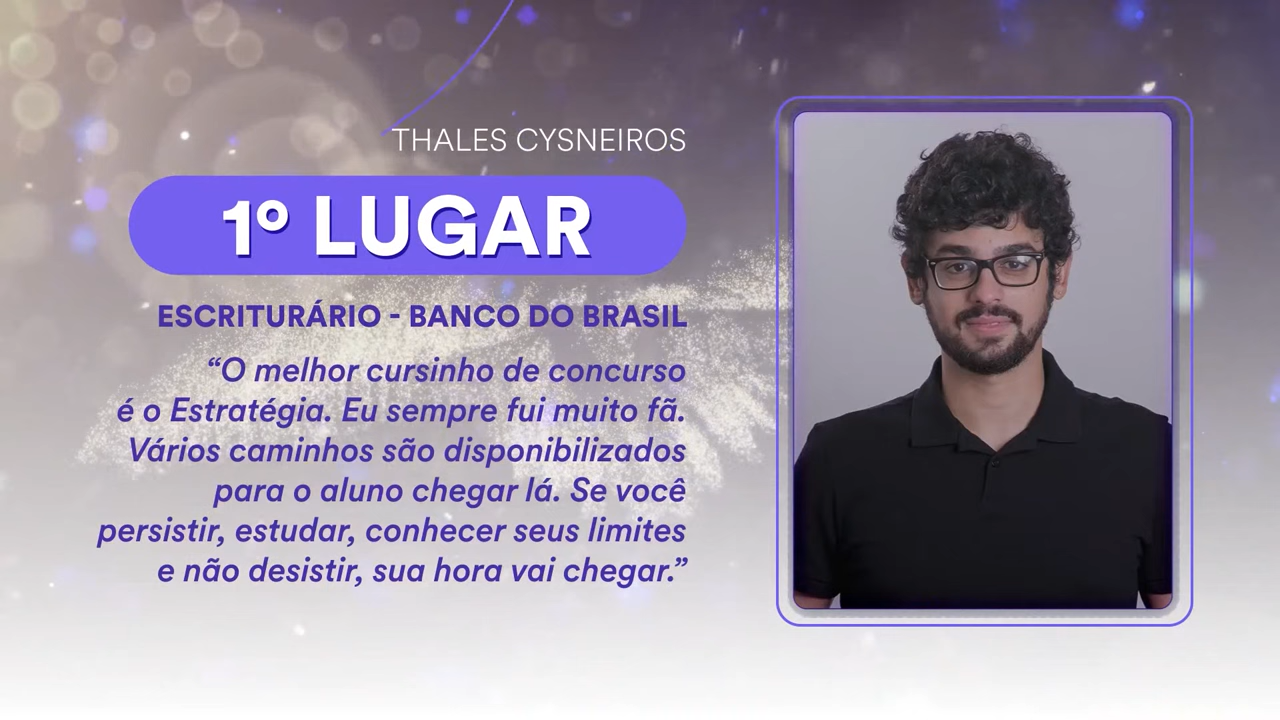 THALES CYSNEIROS
1º LUGAR
ESCRITURÁRIO - BANCO DO BRASIL
“O melhor cursinho de concurso
é o Estratégia. Eu sempre fui muito fã.
Vários caminhos são disponibilizados
para o aluno chegar lá. Se você
persistir, estudar, conhecer seus limites
e não desistir, sua hora vai chegar.”